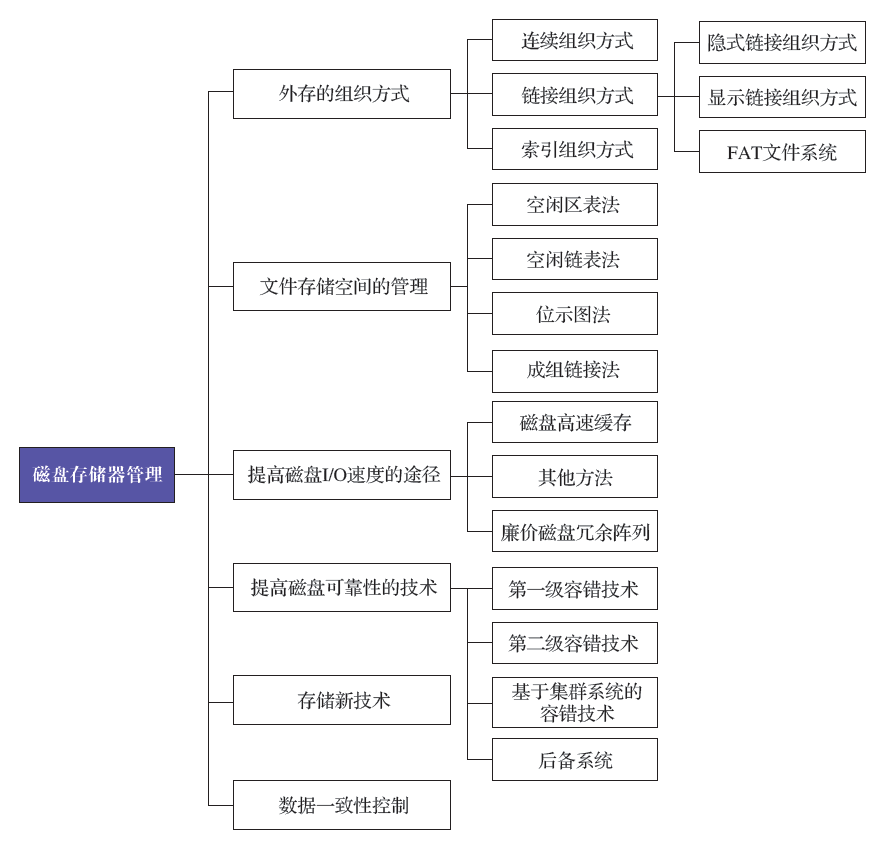 磁盘存储器管理
外存的组织方式
连续组织方式
链接组织方式
隐式链接组织方式
显示链接组织方式
FAT文件系统
索引组织方式
文件存储空间的管理
空闲区表法
空闲链表法
位示图法
成组链接法
提高磁盘I/O速度的途径
磁盘高速缓存
其他方法
廉价磁盘冗余阵列
提高磁盘可靠性的技术
第一级容错技术
第二级容错技术
基于集群系统的
容错技术
后备系统
存储新技术
数据一致性控制